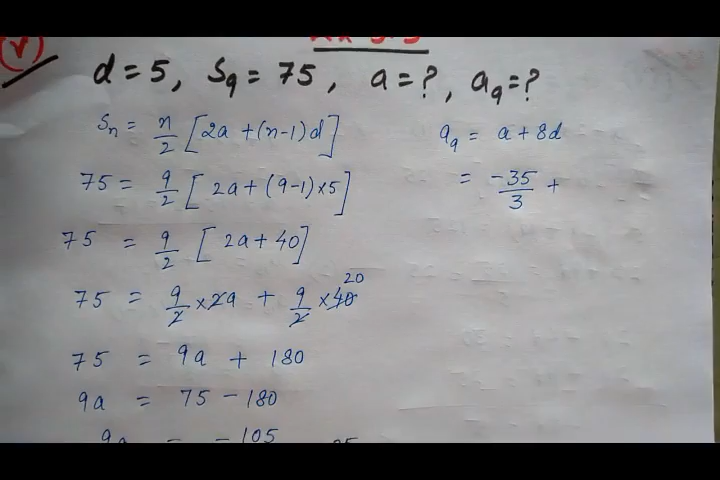 (v)
d = 5, S₉ = 75, a = ?, a₉ = ?
Sₙ = n/2 [2a + (n-1)d]
75 = 9/2 [2a + (9-1)×5]
75 = 9/2 [2a + 40]
75 = 9/2 × 2a + 9/2 × 40 20
75 = 9a + 180
9a = 75 - 180
9a = -105
a₉ = a + 8d
= -35/3 +